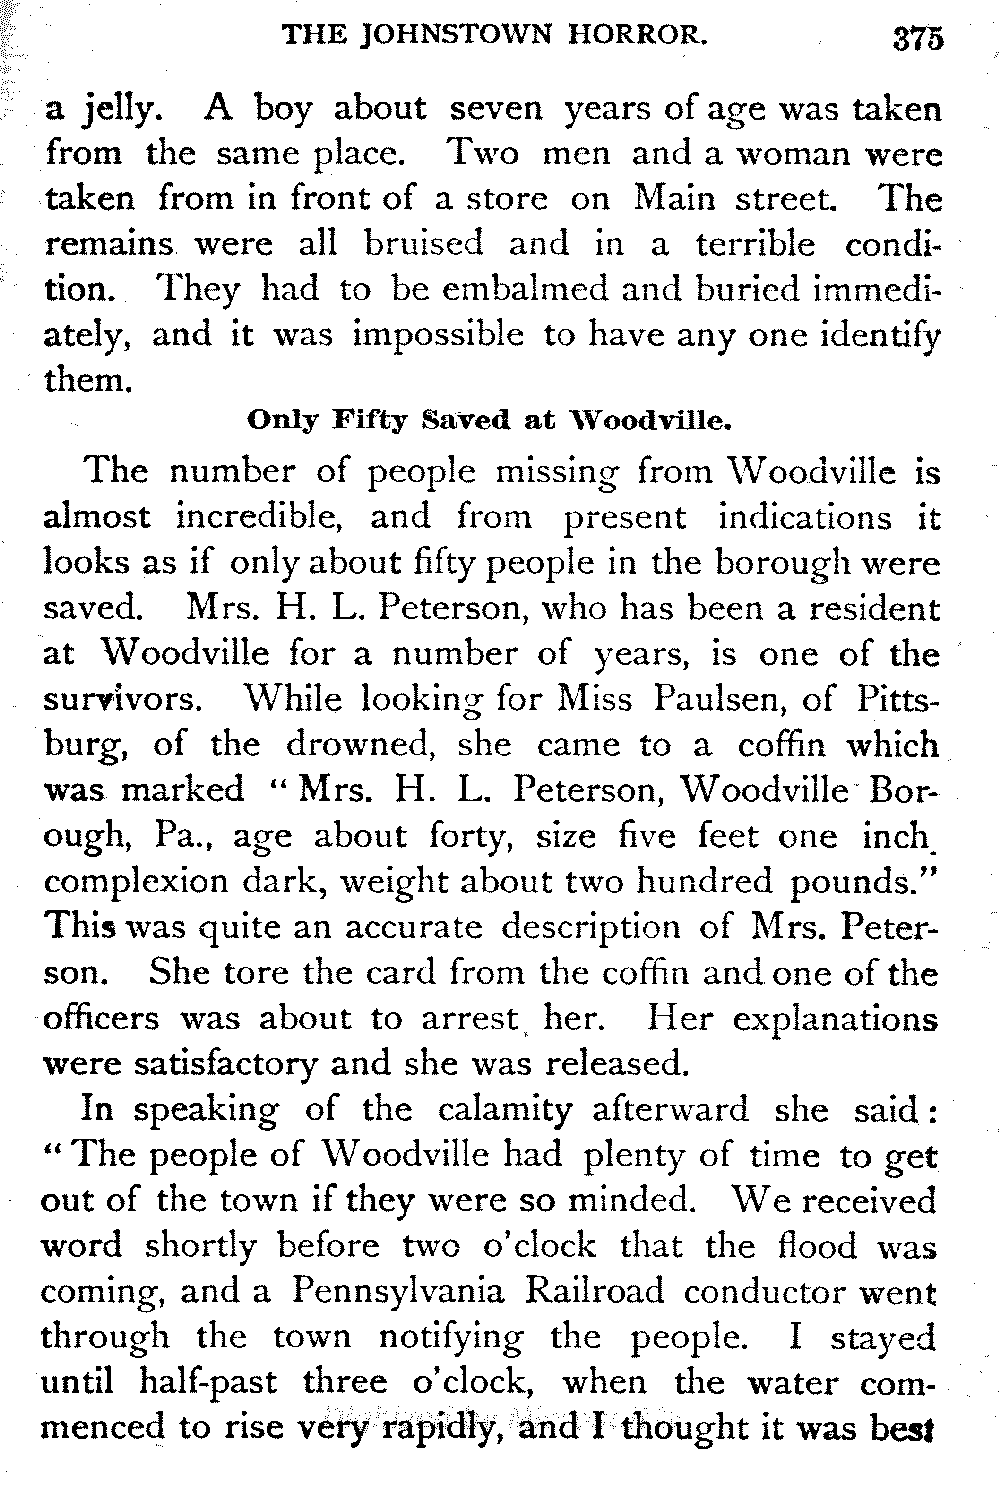 THE JOHNSTOWN HORROR. 375
a jelly. A boy about seven years of age was taken
from the same place. Two men and a woman were
taken from in front of a store on Main street. The
remains were all bruised and in a terrible condi-
tion. They had to be embalmed and buried immedi-
ately, and it was impossible to have any one identify
them.
Only Fifty Saved at Woodville.
The number of people missing from Woodville is
almost incredible, and from present indications it
looks as if only about fifty people in the borough were
saved. Mrs. H. L. Peterson, who has been a resident
at Woodville for a number of years, is one of the
survivors. While looking for Miss Paulsen, of Pitts-
burg, of the drowned, she came to a coffin which
was marked “ Mrs. H. L. Peterson, Woodville Bor-
ough, Pa., age about forty, size five feet one inch.
complexion dark, weight about two hundred pounds.”
This was quite an accurate description of Mrs. Peter-
son. She tore the card from the coffin and one of the
officers was about to arrest her. Her explanations
were satisfactory and she was released.
In speaking of the calamity afterward she said :
“ The people of Woodville had plenty of time to get
out of the town if they were so minded. We received
word shortly before two o’clock that the flood was
coming, and a Pennsylvania Railroad conductor went
through the town notifying the people. I stayed
until half-past three o’clock, when the water com-
menced to rise very rapidly, and I thought it was best